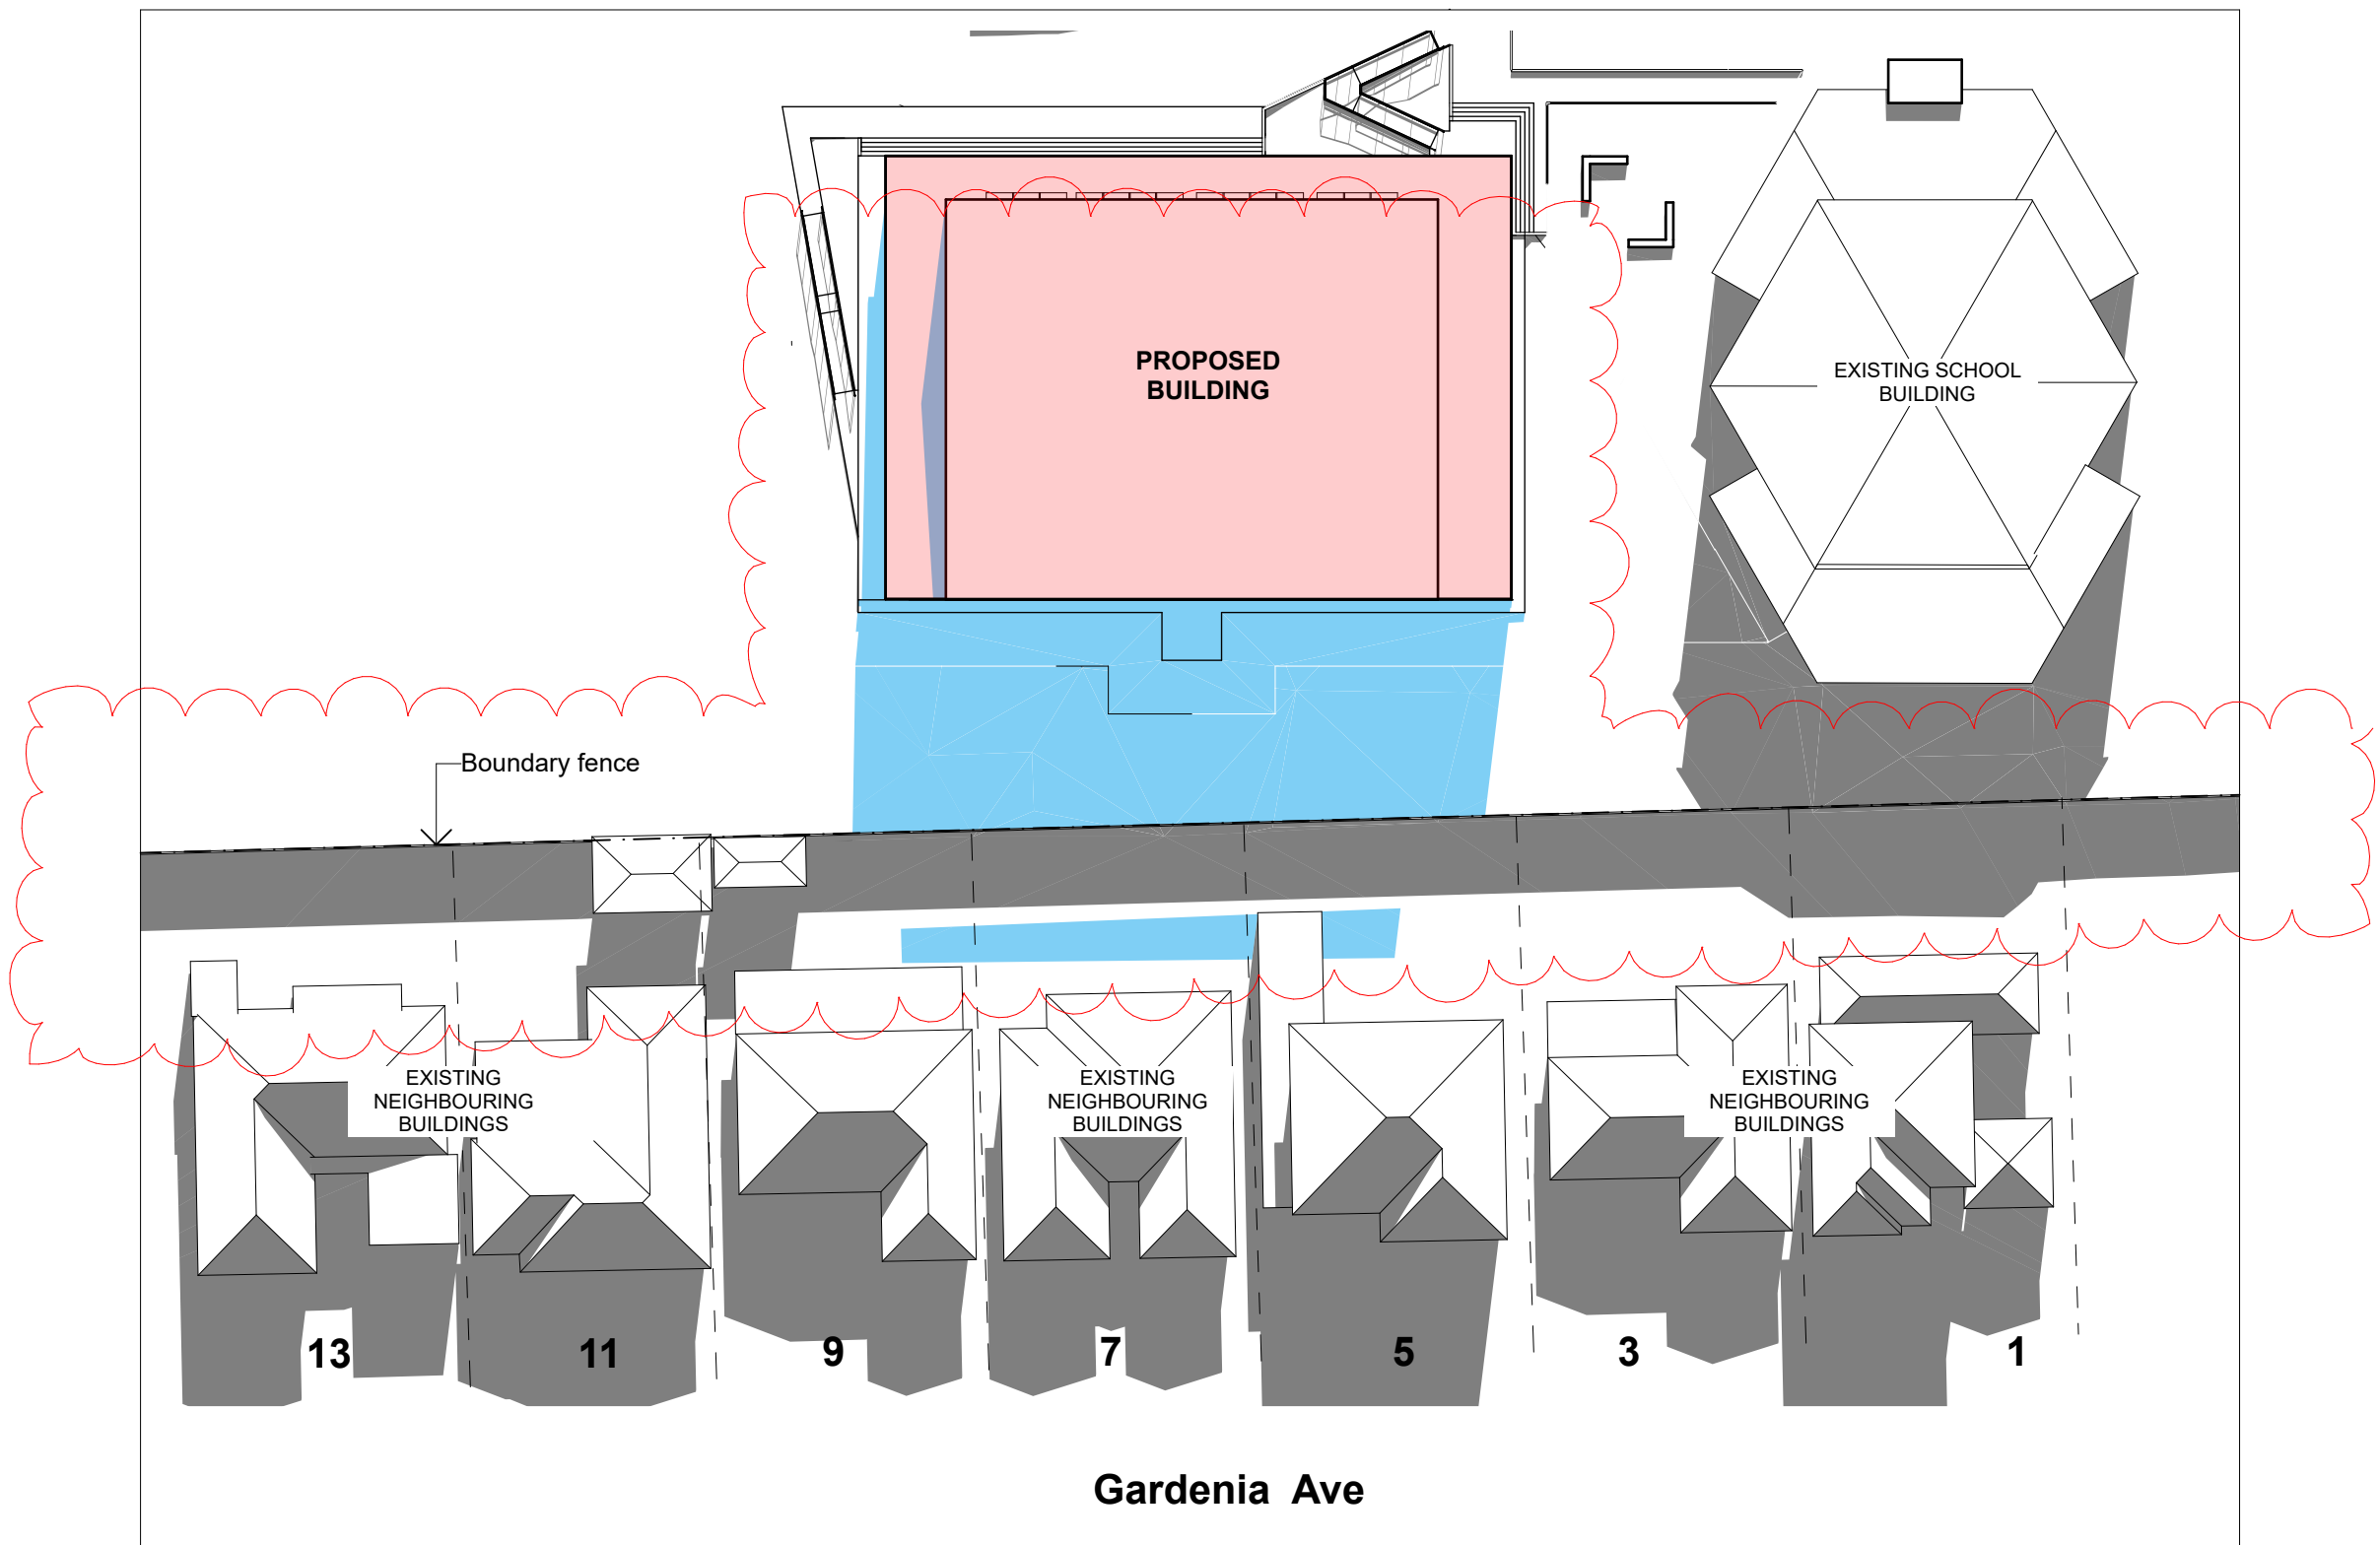 PROPOSED
BUILDING
EXISTING SCHOOL
BUILDING
Boundary fence
EXISTING
NEIGHBOURING
BUILDINGS
EXISTING
NEIGHBOURING
BUILDINGS
EXISTING
NEIGHBOURING
BUILDINGS
13
11
9
7
5
3
1
Gardenia Ave